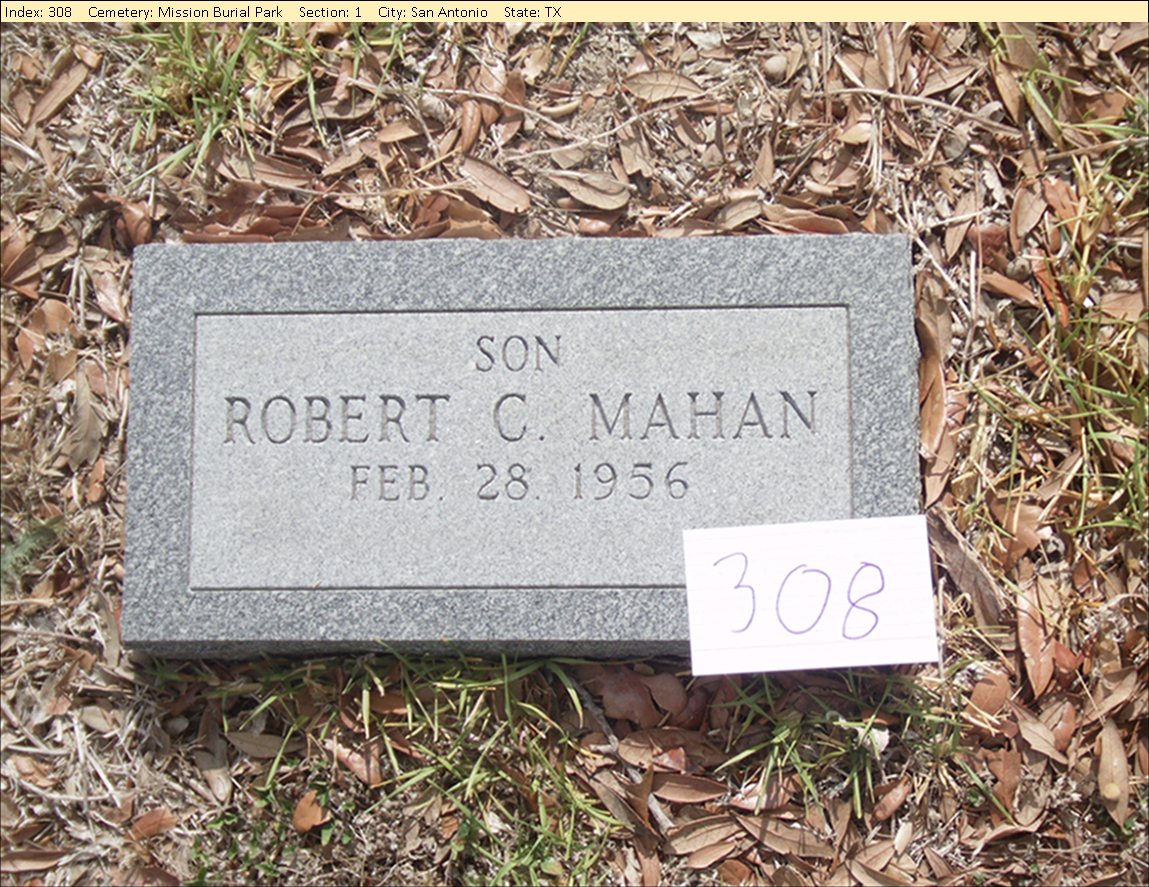 Index: 308 Cemetery: Mission Burial Park Section: 1 City: San Antonio State: TX
SON
ROBERT C. MAHAN
FEB. 28. 1956
308